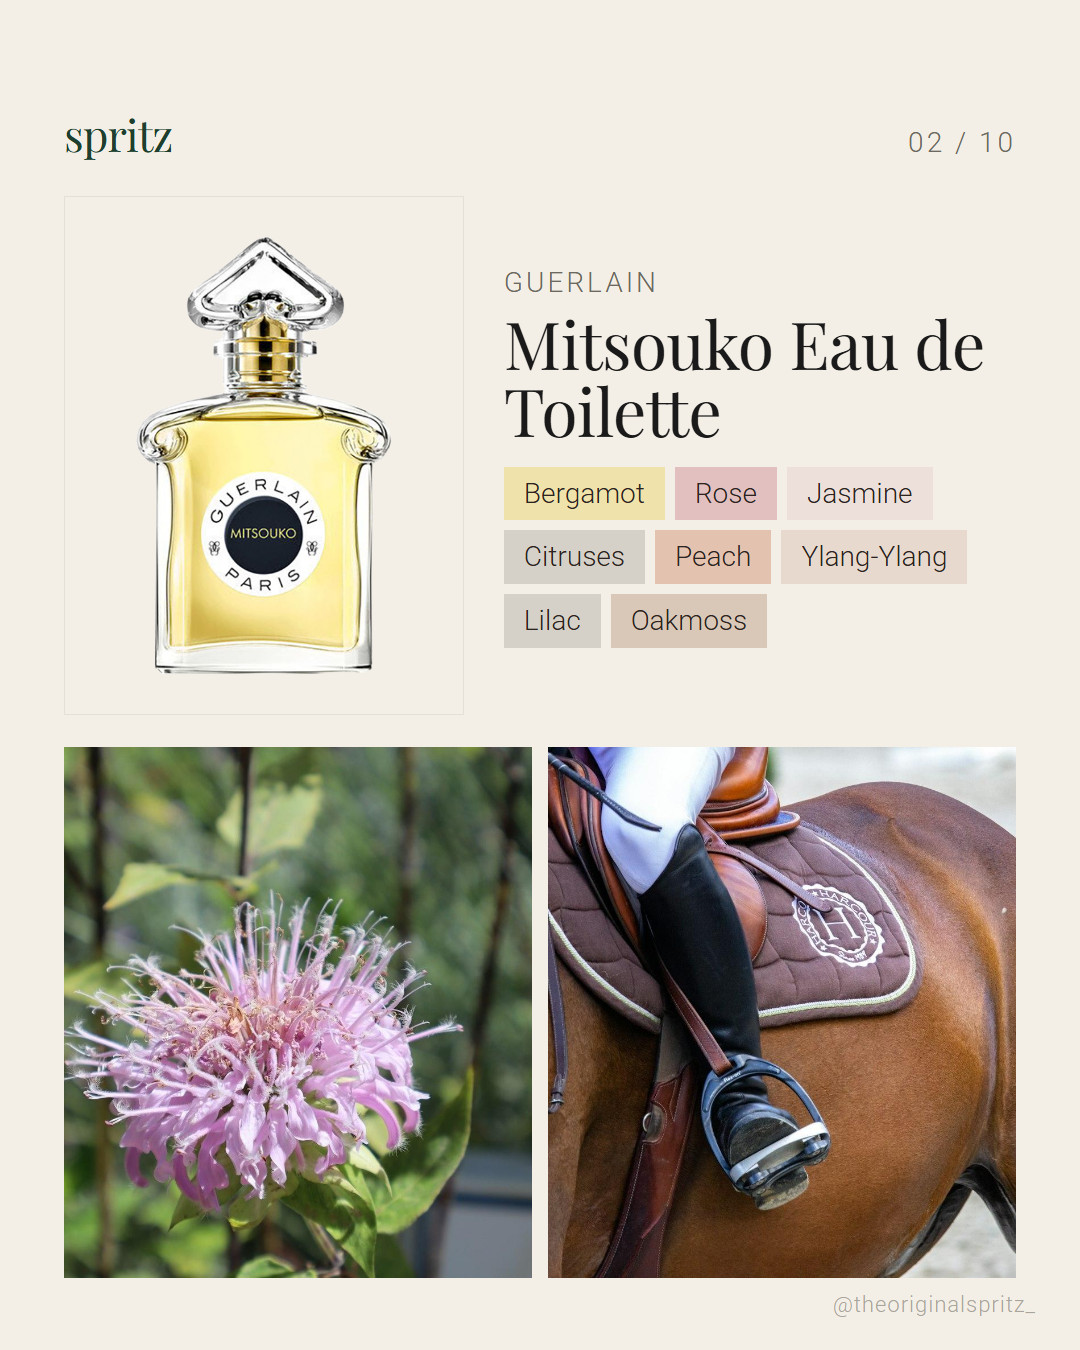 spritz
02 / 10
GUERLAIN
Mitsouko Eau de
Toilette
Bergamot
Rose
Jasmine
Citruses
Peach
Ylang-Ylang
Lilac
Oakmoss
GUERLAIN
MITSOUKO
PARIS
HARCOUR
H
@theoriginalspritz_